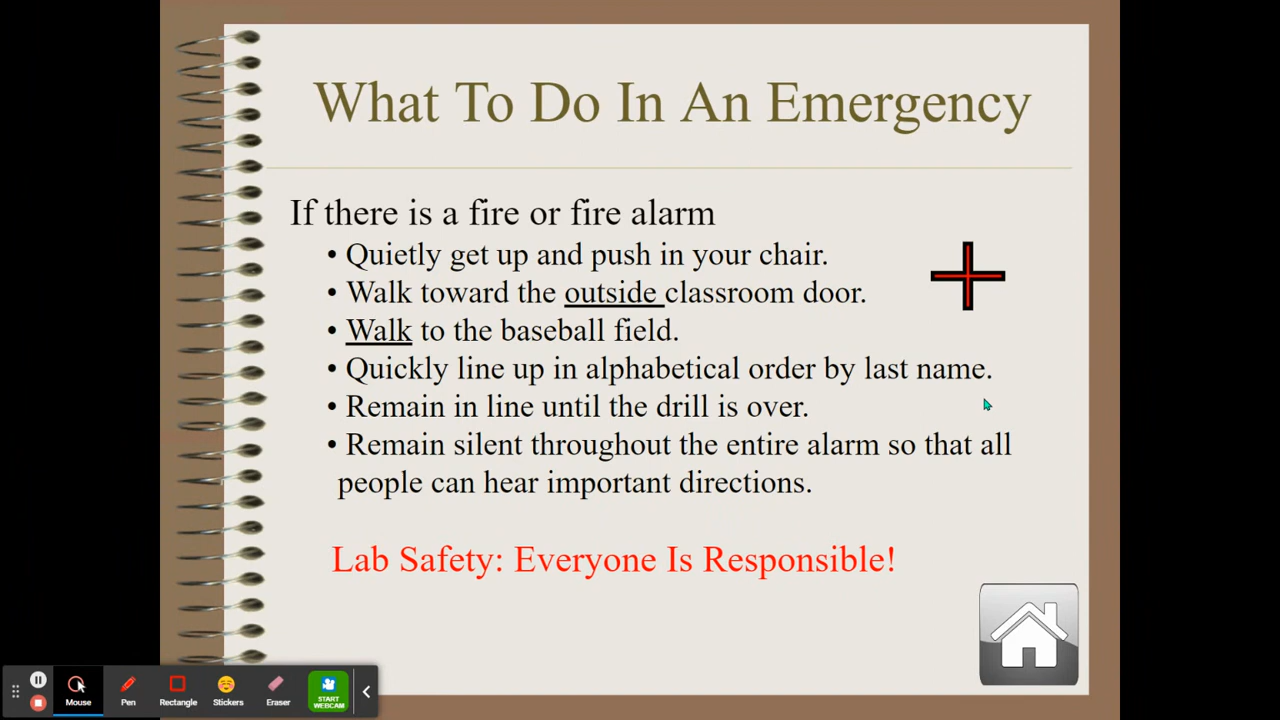 What To Do In An Emergency
If there is a fire or fire alarm
• Quietly get up and push in your chair.
• Walk toward the outside classroom door.
• Walk to the baseball field.
• Quickly line up in alphabetical order by last name.
• Remain in line until the drill is over.
• Remain silent throughout the entire alarm so that all
people can hear important directions.
Lab Safety: Everyone Is Responsible!
Mouse
Pen
Rectangle
Stickers
Eraser
START
WEBCAM